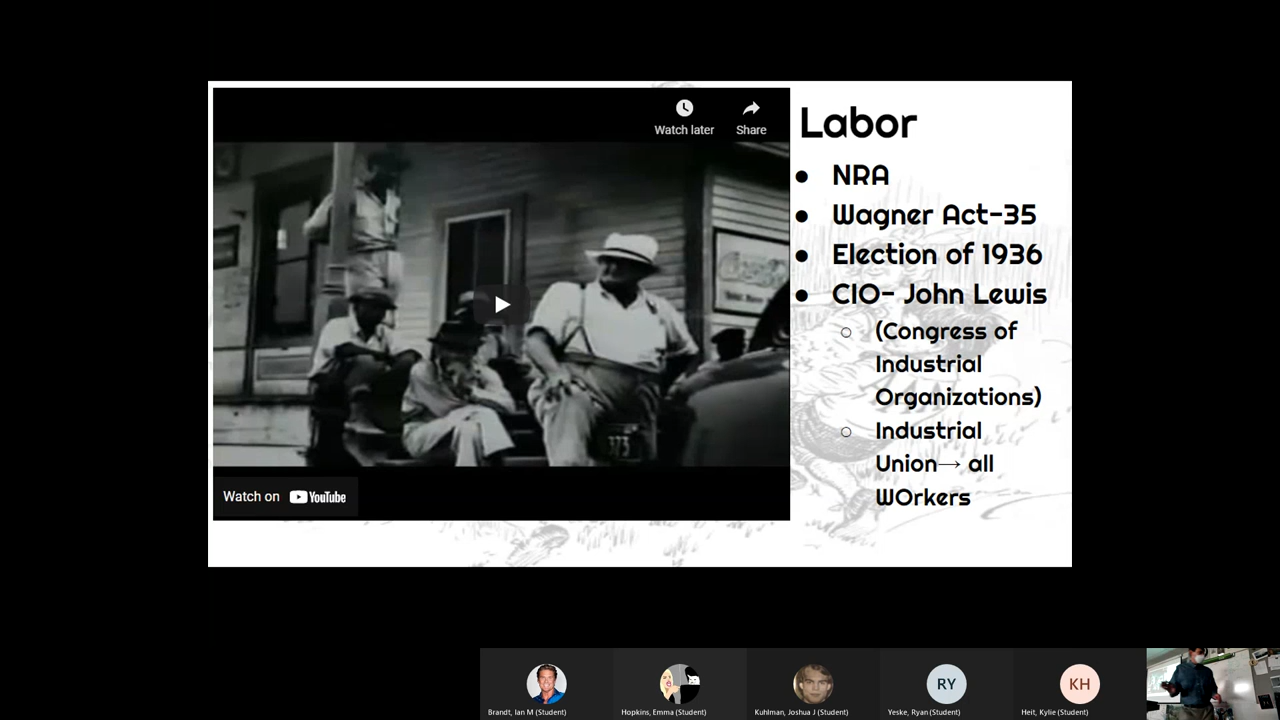 Watch later
Share
373
Watch on YouTube
Labor
● NRA
● Wagner Act-35
● Election of 1936
● CIO- John Lewis
○ (Congress of
Industrial
Organizations)
○ Industrial
Union→ all
WOrkers
RY
KH
Brandt, Ian M (Student)
Hopkins, Emma (Student)
Kuhlman, Joshua J (Student)
Yeske, Ryan (Student)
Heit, Kylie (Student)